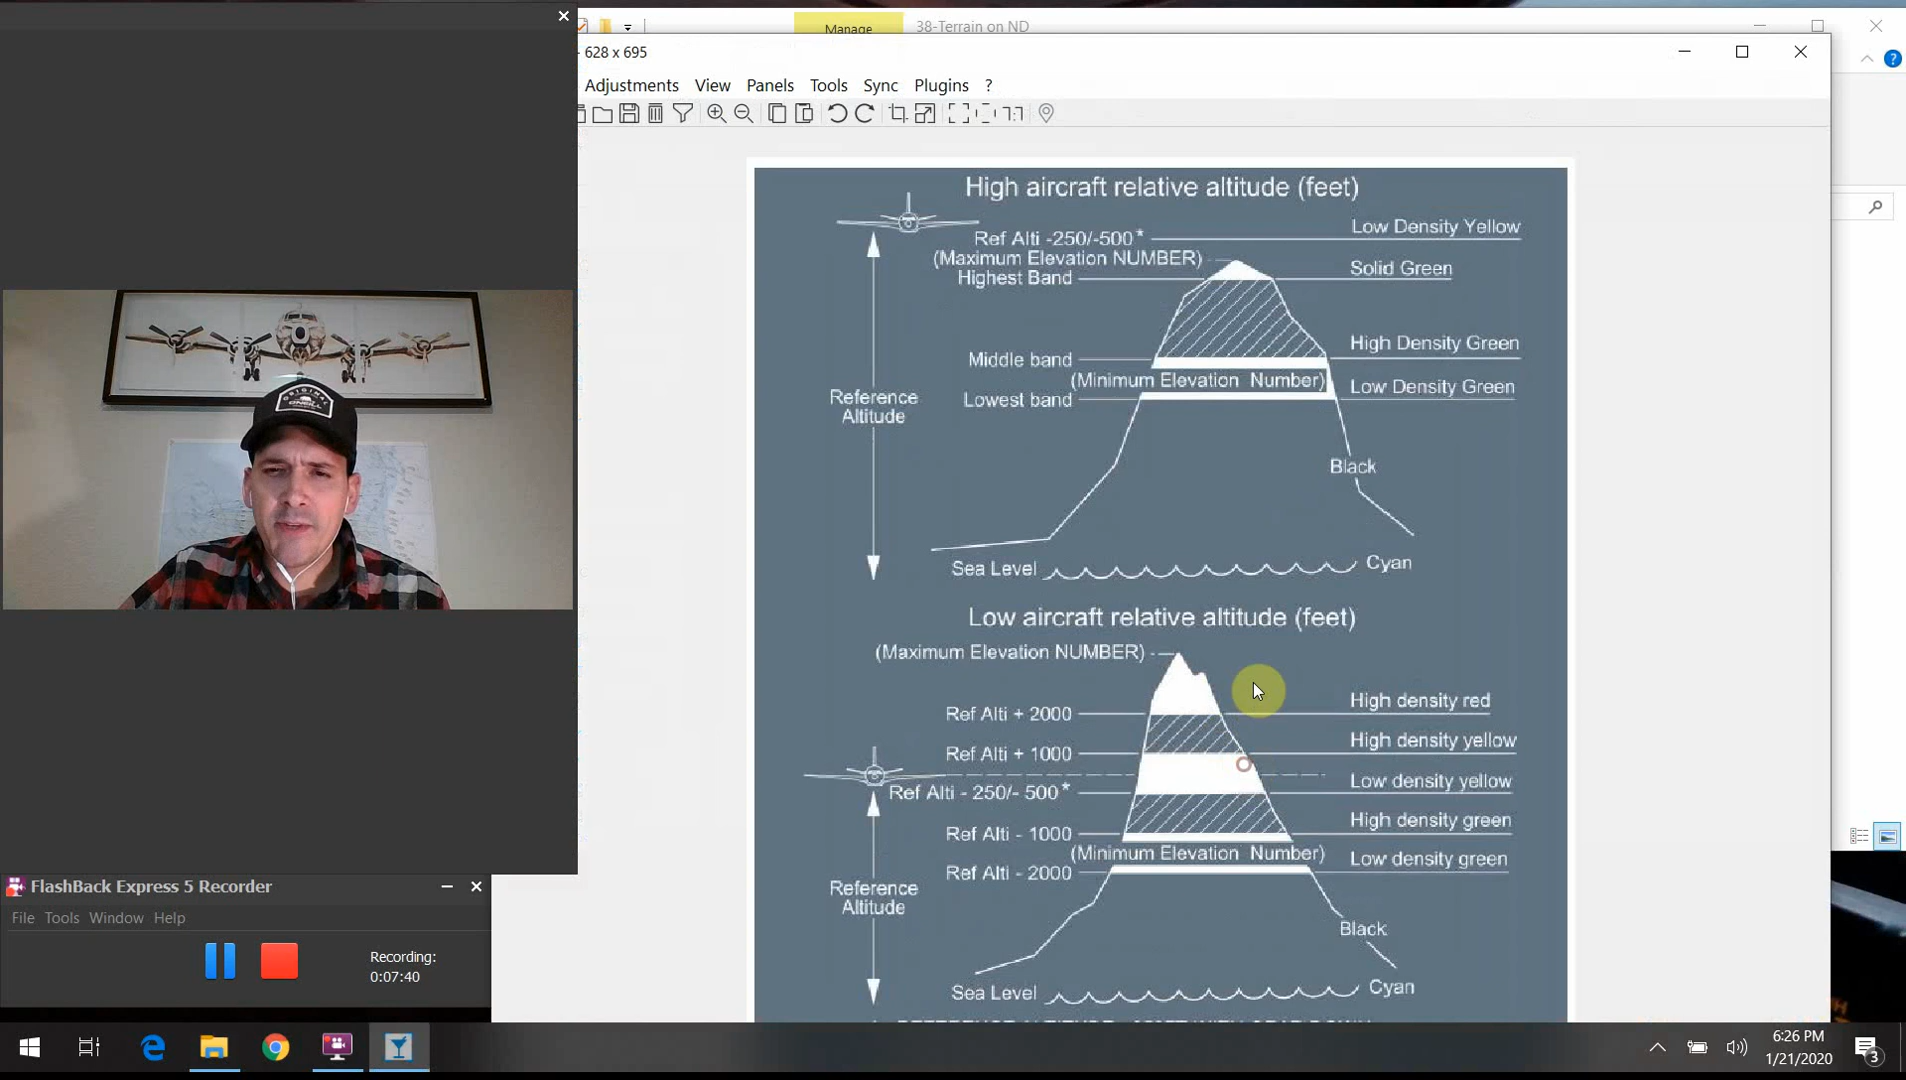 Manage
38-Terrain on ND
- 628 x 695
Adjustments View Panels Tools Sync Plugins ?
High aircraft relative altitude (feet)
Low Density Yellow
Ref Alti -250/-500*
(Maximum Elevation NUMBER)
Highest Band
Solid Green
High Density Green
Middle band
(Minimum Elevation Number)
Low Density Green
Lowest band
Reference
Altitude
Black
Sea Level
Cyan
Low aircraft relative altitude (feet)
(Maximum Elevation NUMBER)
High density red
Ref Alti + 2000
High density yellow
Ref Alti + 1000
Low density yellow
Ref Alti - 250/- 500*
High density green
Ref Alti - 1000
(Minimum Elevation Number)
Low density green
Ref Alti - 2000
Reference
Altitude
Black
Sea Level
Cyan
ORIGINAL
O'NEILL
FlashBack Express 5 Recorder
File Tools Window Help
Recording:
0:07:40
6:26 PM
1/21/2020
3